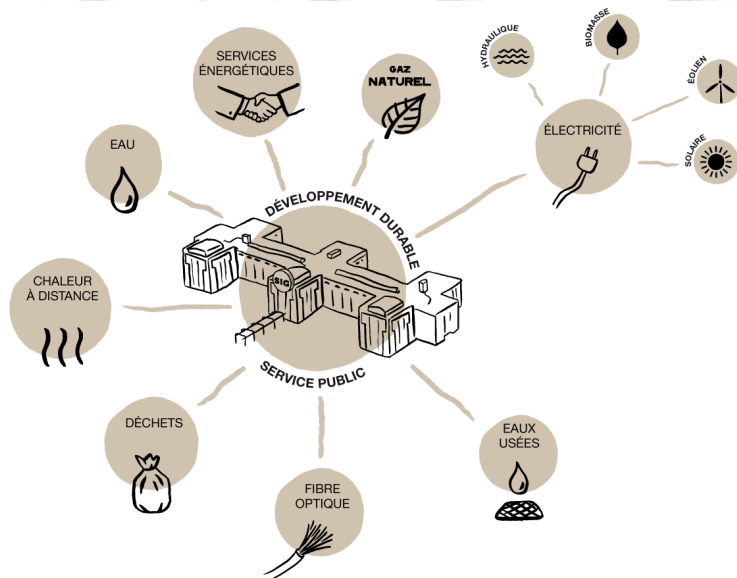 SERVICES
ÉNERGÉTIQUES
GAZ
NATUREL
HYDRAULIQUE
BIOMASSE
ÉOLIEN
SOLAIRE
ÉLECTRICITÉ
EAU
DÉVELOPPEMENT DURABLE
SIG
SERVICE PUBLIC
CHALEUR
À DISTANCE
DÉCHETS
FIBRE
OPTIQUE
EAUX
USÉES